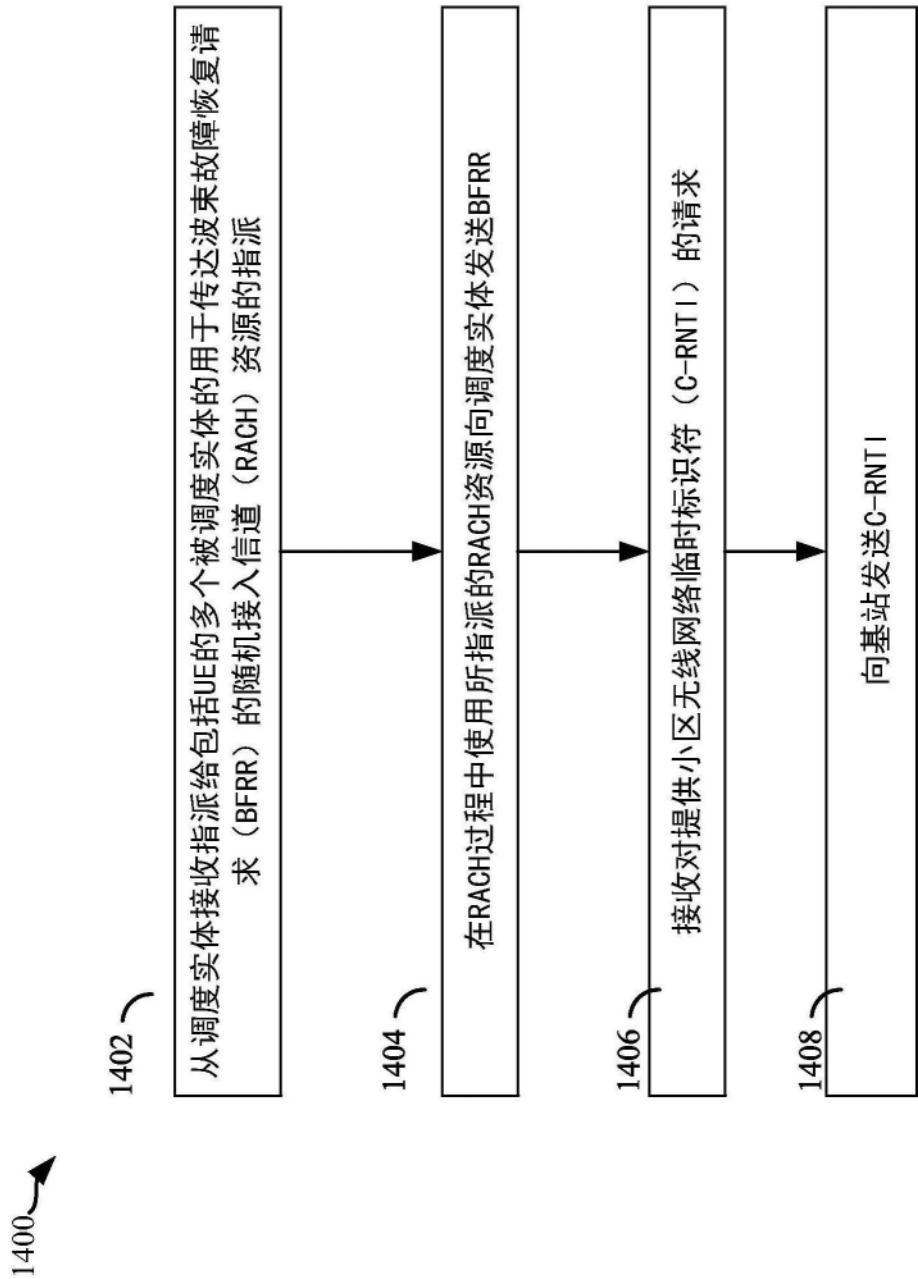 1400
1402
从调度实体接收指派给包括UE的多个被调度实体的用于传达波束故障恢复请
求（BFRR）的随机接入信道（RACH）资源的指派
1404
在RACH过程中使用所指派的RACH资源向调度实体发送BFRR
1406
接收对提供小区无线网络临时标识符（C-RNTI）的请求
1408
向基站发送C-RNTI